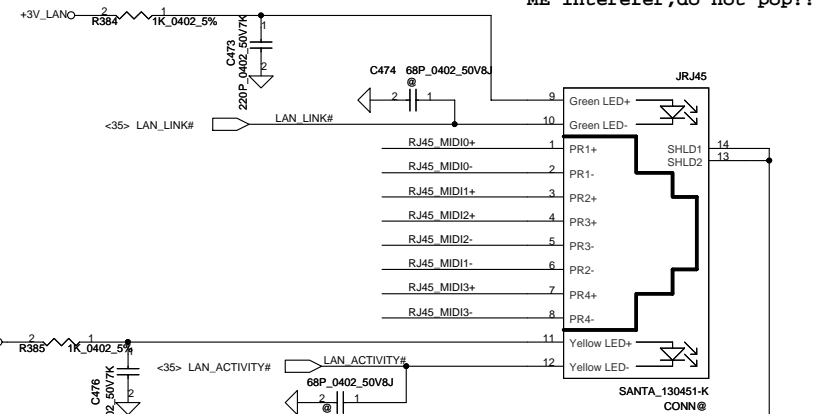 ME interefer,do not pop!!
+3V_LAN
2 1
R384 1K_0402_5%
C473
220P_0402_50V7K
1
2
C474 68P_0402_50V8J
@
2 1
JRJ45
<35> LAN_LINK# LAN_LINK#
9 Green LED+
10 Green LED-
RJ45_MIDI0+ 1 PR1+
RJ45_MIDI0- 2 PR1-
RJ45_MIDI1+ 3 PR2+
RJ45_MIDI2+ 4 PR3+
RJ45_MIDI2- 5 PR3-
RJ45_MIDI1- 6 PR2-
RJ45_MIDI3+ 7 PR4+
RJ45_MIDI3- 8 PR4-
SHLD1 14
SHLD2 13
11 Yellow LED+
12 Yellow LED-
2 1
R385 1K_0402_5%
C476
02_50V7K
2
<35> LAN_ACTIVITY# LAN_ACTIVITY#
68P_0402_50V8J
2 1
@
SANTA_130451-K
CONN@